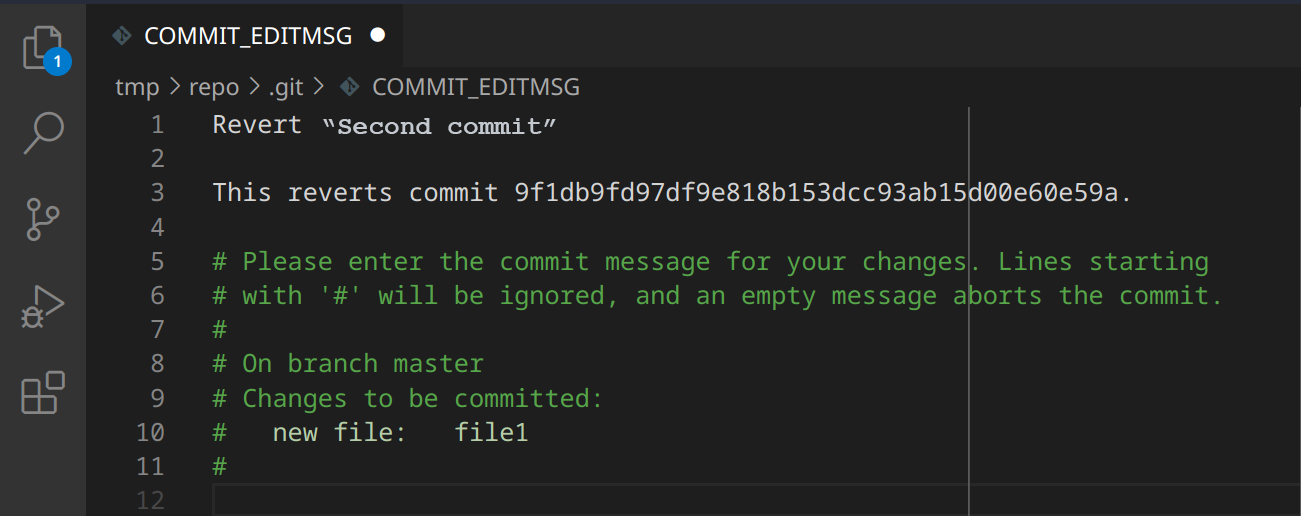 COMMIT_EDITMSG
1
tmp > repo > .git > COMMIT_EDITMSG
1 Revert “Second commit”
2
3 This reverts commit 9f1db9fd97df9e818b153dcc93ab15d00e60e59a.
4
5 # Please enter the commit message for your changes. Lines starting
6 # with '#' will be ignored, and an empty message aborts the commit.
7 #
8 # On branch master
9 # Changes to be committed:
10 #   new file:   file1
11 #
12